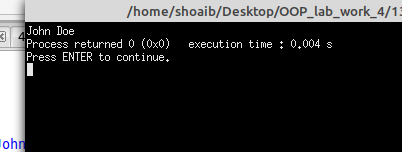 /home/shoaib/Desktop/OOP_lab_work_4/13
John Doe
Process returned 0 (0x0)   execution time : 0.004 s
Press ENTER to continue.
John